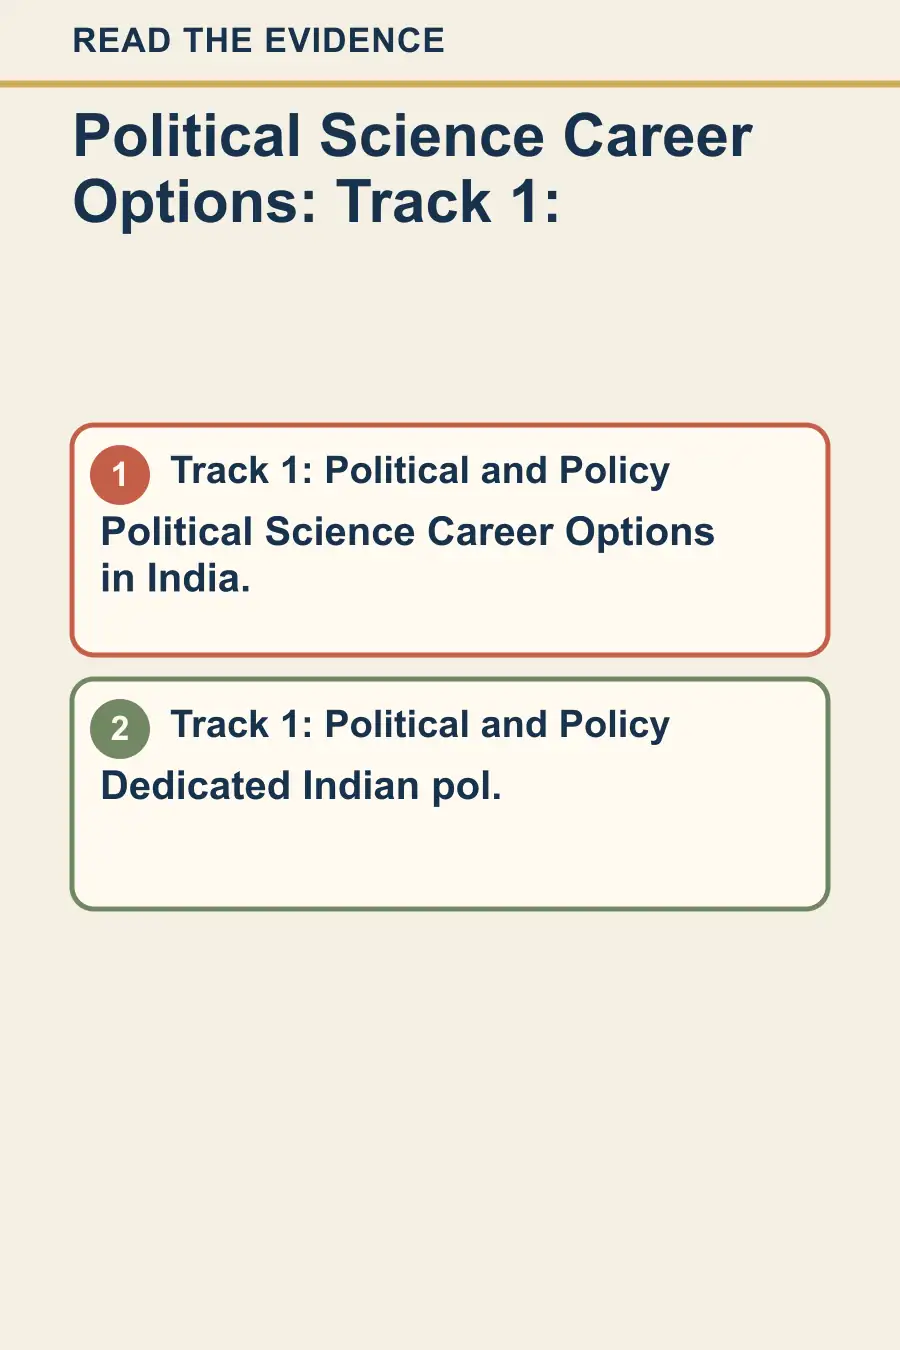 READ THE EVIDENCE
Political Science Career
Options: Track 1:
1
Track 1: Political and Policy
Political Science Career Options
in India.
2
Track 1: Political and Policy
Dedicated Indian pol.